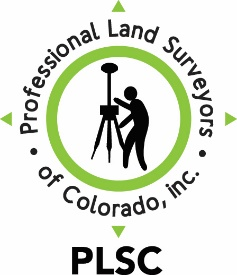 • Professional Land Surveyors •
of Colorado, inc.
PLSC